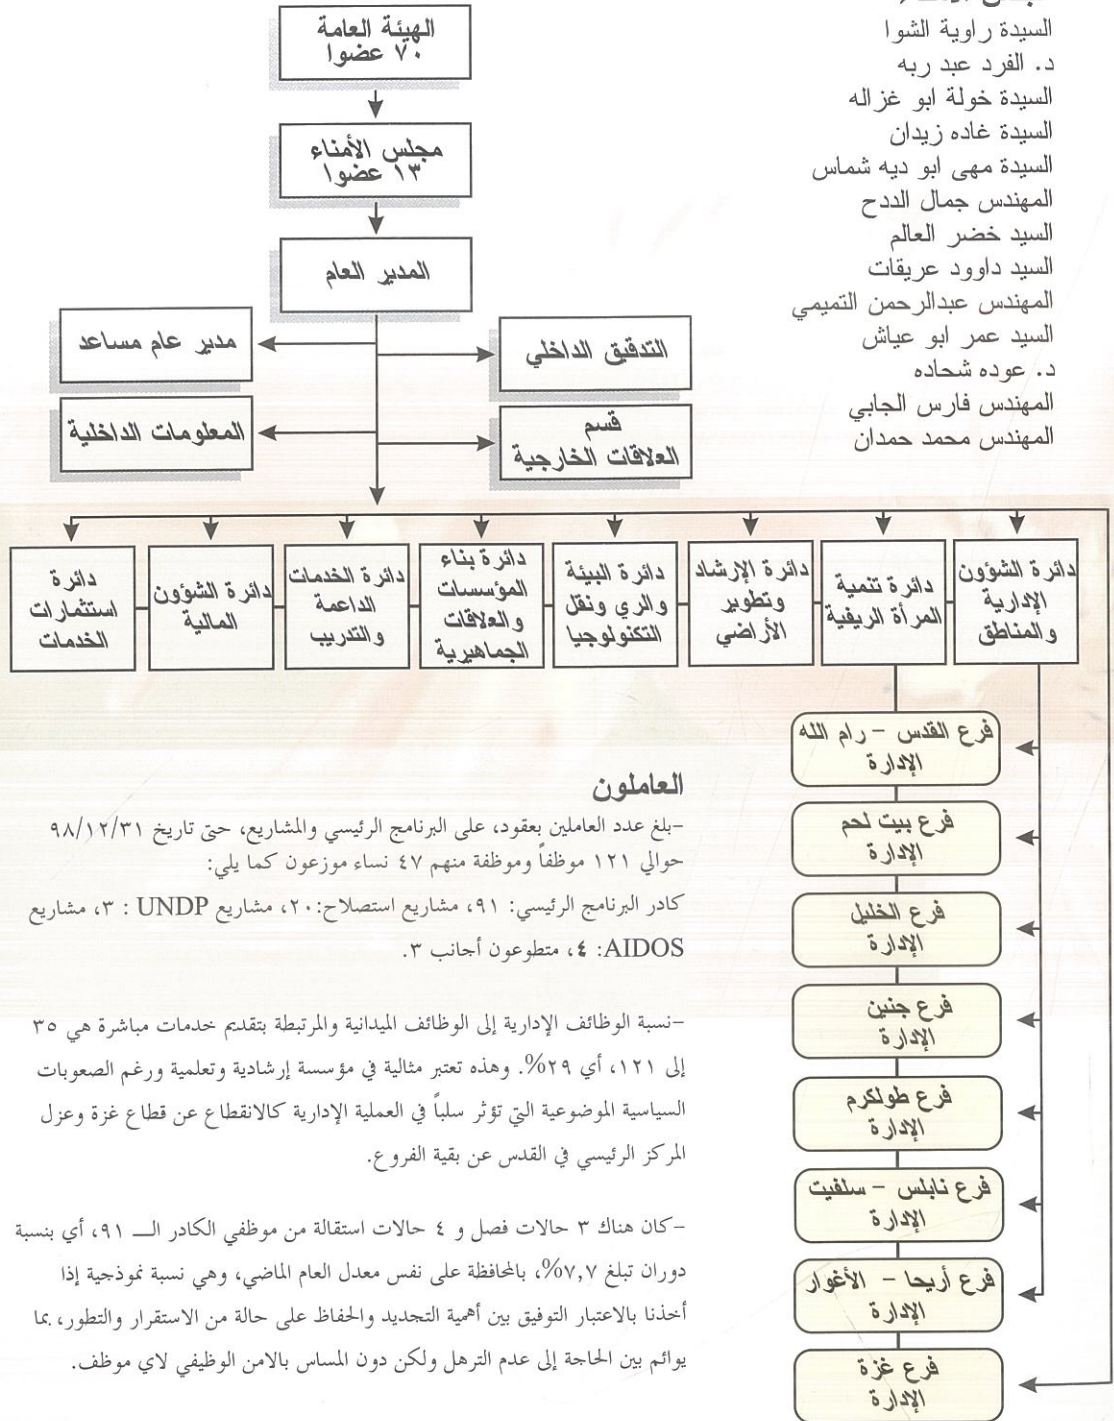 السيدة راوية الشوا
د. الفرد عبد ربه
السيدة خولة ابو غزاله
السيدة غاده زيدان
السيدة مهى ابو ديه شماس
المهندس جمال الددح
السيد خضر العالم
السيد داوود عريقات
المهندس عبدالرحمن التميمي
السيد عمر ابو عياش
د. عوده شحاده
المهندس فارس الجابي
المهندس محمد حمدان
الهيئة العامة
٧٠ عضوا
مجلس الأمناء
١٣ عضوا
المدير العام
التدقيق الداخلي
مدير عام مساعد
قسم
العلاقات الخارجية
المعلومات الداخلية
دائرة الشؤون
الإدارية
والمناطق
دائرة تنمية
المرأة الريفية
دائرة الإرشاد
وتطوير
الأراضي
دائرة البيئة
والري ونقل
التكنولوجيا
دائرة بناء
المؤسسات
والعلاقات
الجماهيرية
دائرة الخدمات
الداعمة
والتدريب
دائرة الشؤون
المالية
دائرة
استثمارات
الخدمات
فرع القدس - رام الله
الإدارة
فرع بيت لحم
الإدارة
فرع الخليل
الإدارة
فرع جنين
الإدارة
فرع طولكرم
الإدارة
فرع نابلس - سلفيت
الإدارة
فرع أريحا - الأغوار
الإدارة
فرع غزة
الإدارة
العاملون
-بلغ عدد العاملين بعقود، على البرنامج الرئيسي والمشاريع، حتى تاريخ ٩٨/١٢/٣١
حوالي ١٢١ موظفاً وموظفة منهم ٤٧ نساء موزعون كما يلي:
كادر البرنامج الرئيسي: ٩١، مشاريع استصلاح:٢٠، مشاريع UNDP : ٣، مشاريع
AIDOS: ٤، متطوعون أجانب ٣.
-نسبة الوظائف الإدارية إلى الوظائف الميدانية والمرتبطة بتقديم خدمات مباشرة هي ٣٥
إلى ١٢١، أي ٢٩%. وهذه تعتبر مثالية في مؤسسة إرشادية وتعلمية ورغم الصعوبات
السياسية الموضوعية التي تؤثر سلباً في العملية الإدارية كالانقطاع عن قطاع غزة وعزل
المركز الرئيسي في القدس عن بقية الفروع.
-كان هناك ٣ حالات فصل و ٤ حالات استقالة من موظفي الكادر الــ ٩١، أي بنسبة
دوران تبلغ ٧,٧%، بالمحافظة على نفس معدل العام الماضي، وهي نسبة نموذجية إذا
أخذنا بالاعتبار التوفيق بين أهمية التجديد والحفاظ على حالة من الاستقرار والتطور، بما
يوائم بين الحاجة إلى عدم الترهل ولكن دون المساس بالامن الوظيفي لاي موظف.